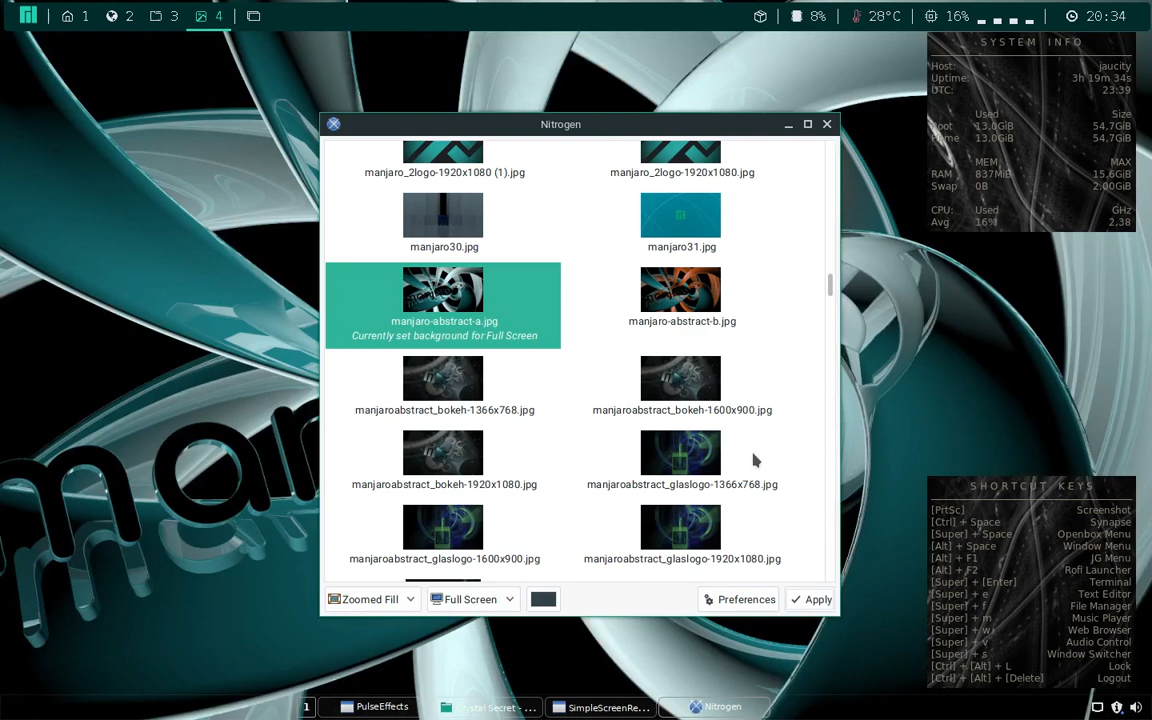 1 2 3 4 8% 28°C 16% 20:34
SYSTEM INFO
Host: jaucity
Uptime: 3h 19m 34s
UTC: 23:39
Used Size
Root 13,0GiB 54,7GiB
Home 13,0GiB 54,7GiB
MEM MAX
RAM 837MiB 15.6GiB
Swap 0B 2,00GiB
CPU: Used GHz
Avg 16% 2,38
Nitrogen
manjaro_2logo-1920x1080 (1).jpg manjaro_2logo-1920x1080.jpg
manjaro30.jpg manjaro31.jpg
manjaro-abstract-a.jpg manjaro-abstract-b.jpg
Currently set background for Full Screen
manjaroabstract_bokeh-1366x768.jpg manjaroabstract_bokeh-1600x900.jpg
manjaroabstract_bokeh-1920x1080.jpg manjaroabstract_glaslogo-1366x768.jpg
manjaroabstract_glaslogo-1600x900.jpg manjaroabstract_glaslogo-1920x1080.jpg
Zoomed Fill Full Screen Preferences Apply
SHORTCUT KEYS
[PrtSc] Screenshot
[Ctrl] + Space Synapse
[Super] + Space Openbox Menu
[Alt] + Space Window Menu
[Alt] + F1 JG Menu
[Alt] + F2 Rofi Launcher
[Super] + [Enter] Terminal
[Super] + e Text Editor
[Super] + f File Manager
[Super] + m Music Player
[Super] + w Web Browser
[Super] + v Audio Control
[Super] + s Window Switcher
[Ctrl] + [Alt] + L Lock
[Ctrl] + [Alt] + [Delete] Logout
1 PulseEffects Crystal Secret - ... SimpleScreenRe... Nitrogen